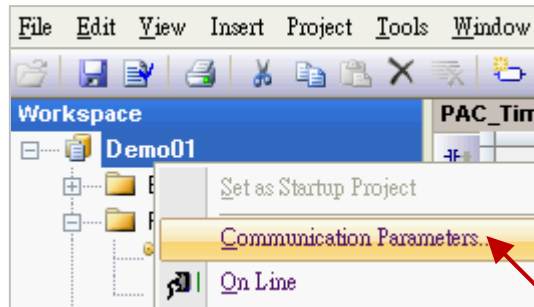 File Edit View Insert Project Tools Window
Workspace
PAC_Tim
Demo01
Set as Startup Project
Communication Parameters...
On Line